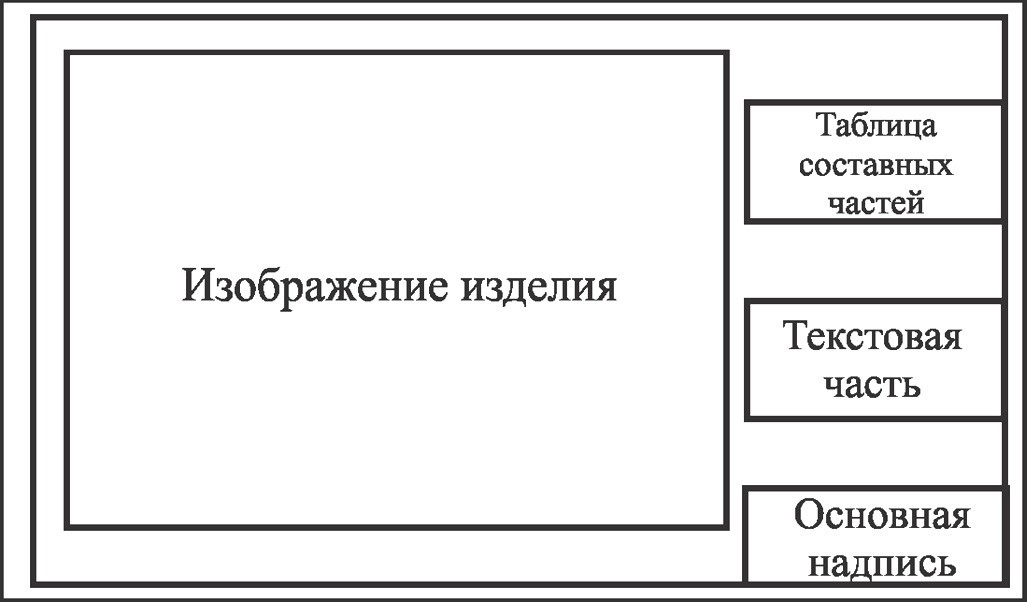 Изображение изделия
Таблица
составных
частей
Текстовая
часть
Основная
надпись